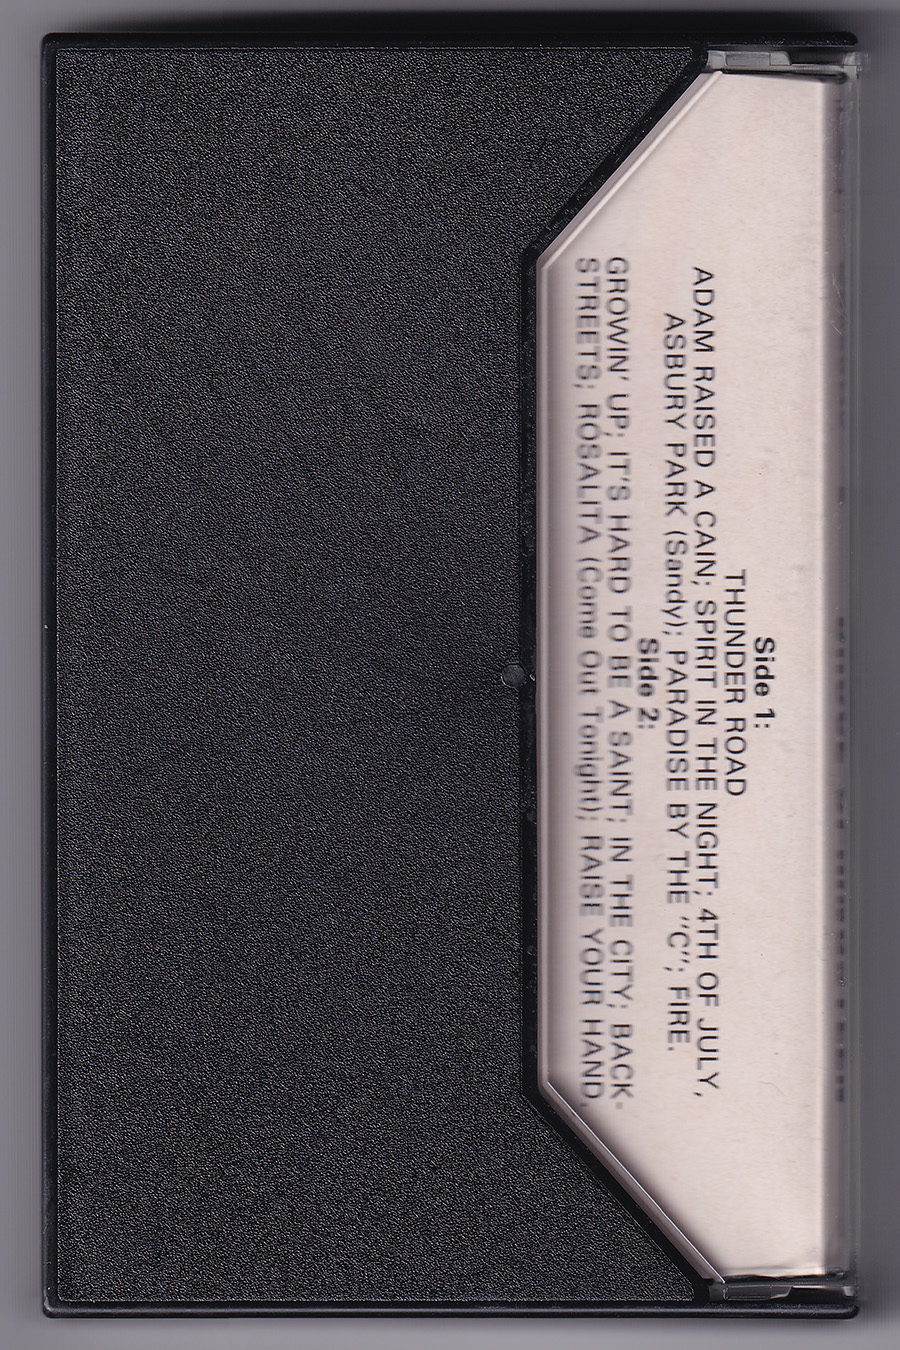 Side 1:
THUNDER ROAD
ADAM RAISED A CAIN; SPIRIT IN THE NIGHT; 4TH OF JULY,
ASBURY PARK (Sandy); PARADISE BY THE "C"; FIRE.
Side 2:
GROWIN' UP; IT'S HARD TO BE A SAINT; IN THE CITY; BACK-
STREETS; ROSALITA (Come Out Tonight); RAISE YOUR HAND.